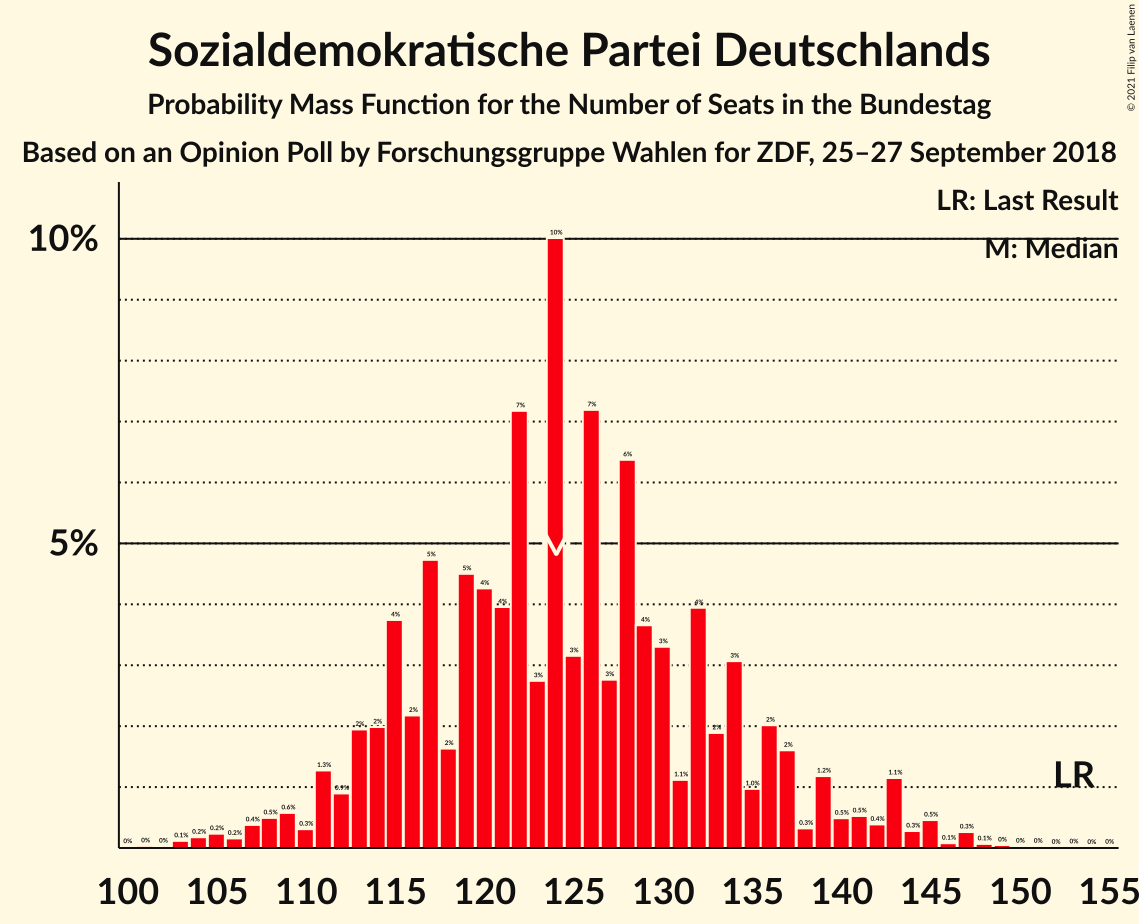 Sozialdemokratische Partei Deutschlands
Probability Mass Function for the Number of Seats in the Bundestag
Based on an Opinion Poll by Forschungsgruppe Wahlen for ZDF, 25–27 September 2018
© 2021 Filip van Laenen
LR: Last Result
M: Median
10%
5%
0% 0% 0% 0.1% 0.2% 0.2% 0.2% 0.4% 0.5% 0.6% 0.3% 1.3% 0.9% 2% 2% 4% 2% 5% 2% 5% 4% 4% 7% 3% 10% 3% 7% 3% 6% 4% 3% 1.1% 4% 2% 3% 1.0% 2% 2% 0.3% 1.2% 0.5% 0.5% 0.4% 1.1% 0.3% 0.5% 0.1% 0.3% 0.1% 0% 0% 0% 0% 0% 0% 0%
M
LR
100 105 110 115 120 125 130 135 140 145 150 155